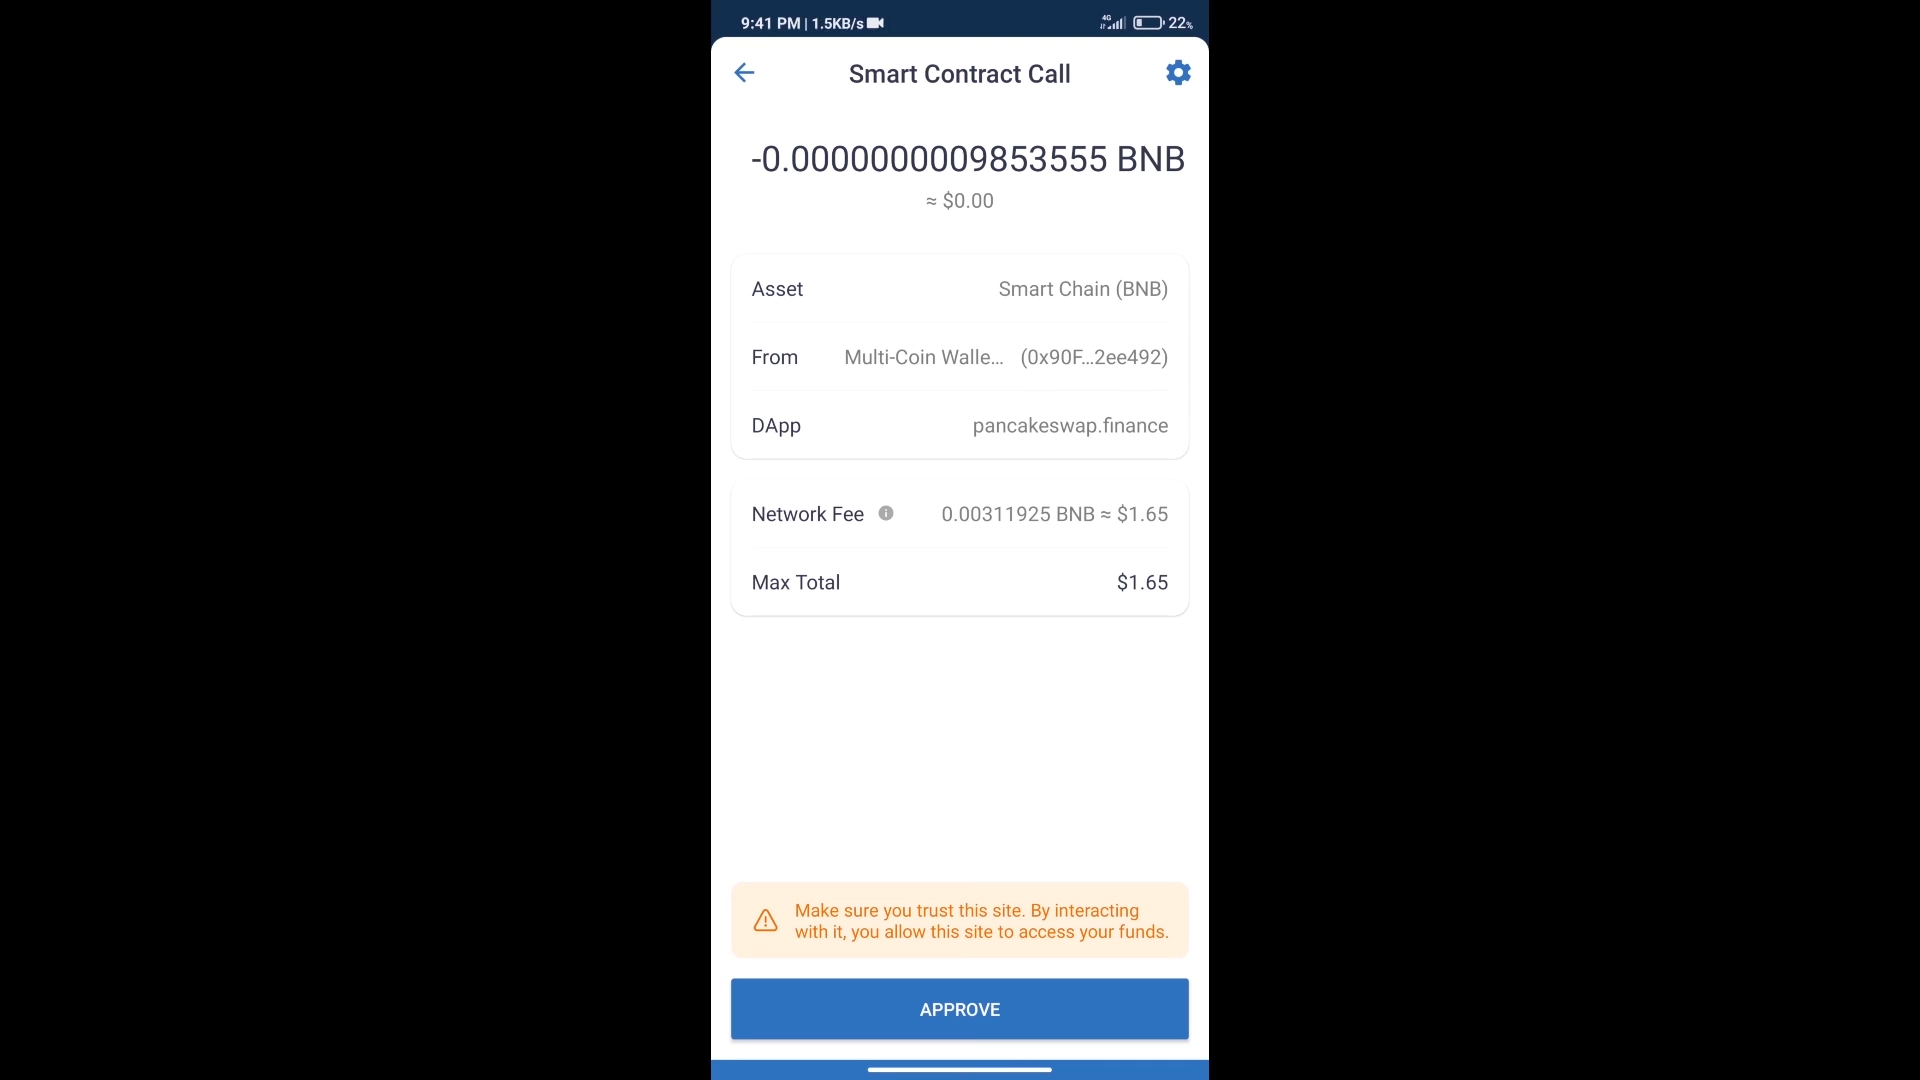 9:41 PM | 1.5KB/s 4G 22%
Smart Contract Call
-0.0000000009853555 BNB
≈ $0.00
Asset Smart Chain (BNB)
From Multi-Coin Walle... (0x90F...2ee492)
DApp pancakeswap.finance
Network Fee 0.00311925 BNB ≈ $1.65
Max Total $1.65
Make sure you trust this site. By interacting
with it, you allow this site to access your funds.
APPROVE